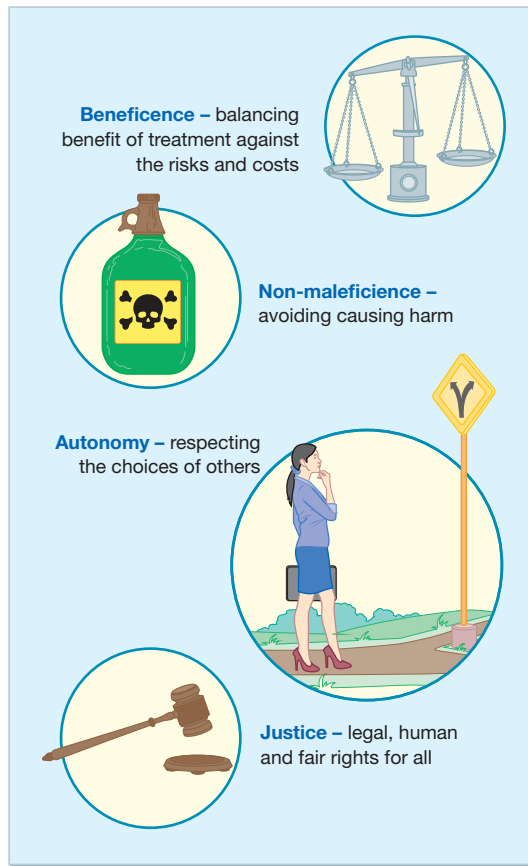 Beneficence – balancing
benefit of treatment against
the risks and costs
Non-maleficience –
avoiding causing harm
Autonomy – respecting
the choices of others
Justice – legal, human
and fair rights for all